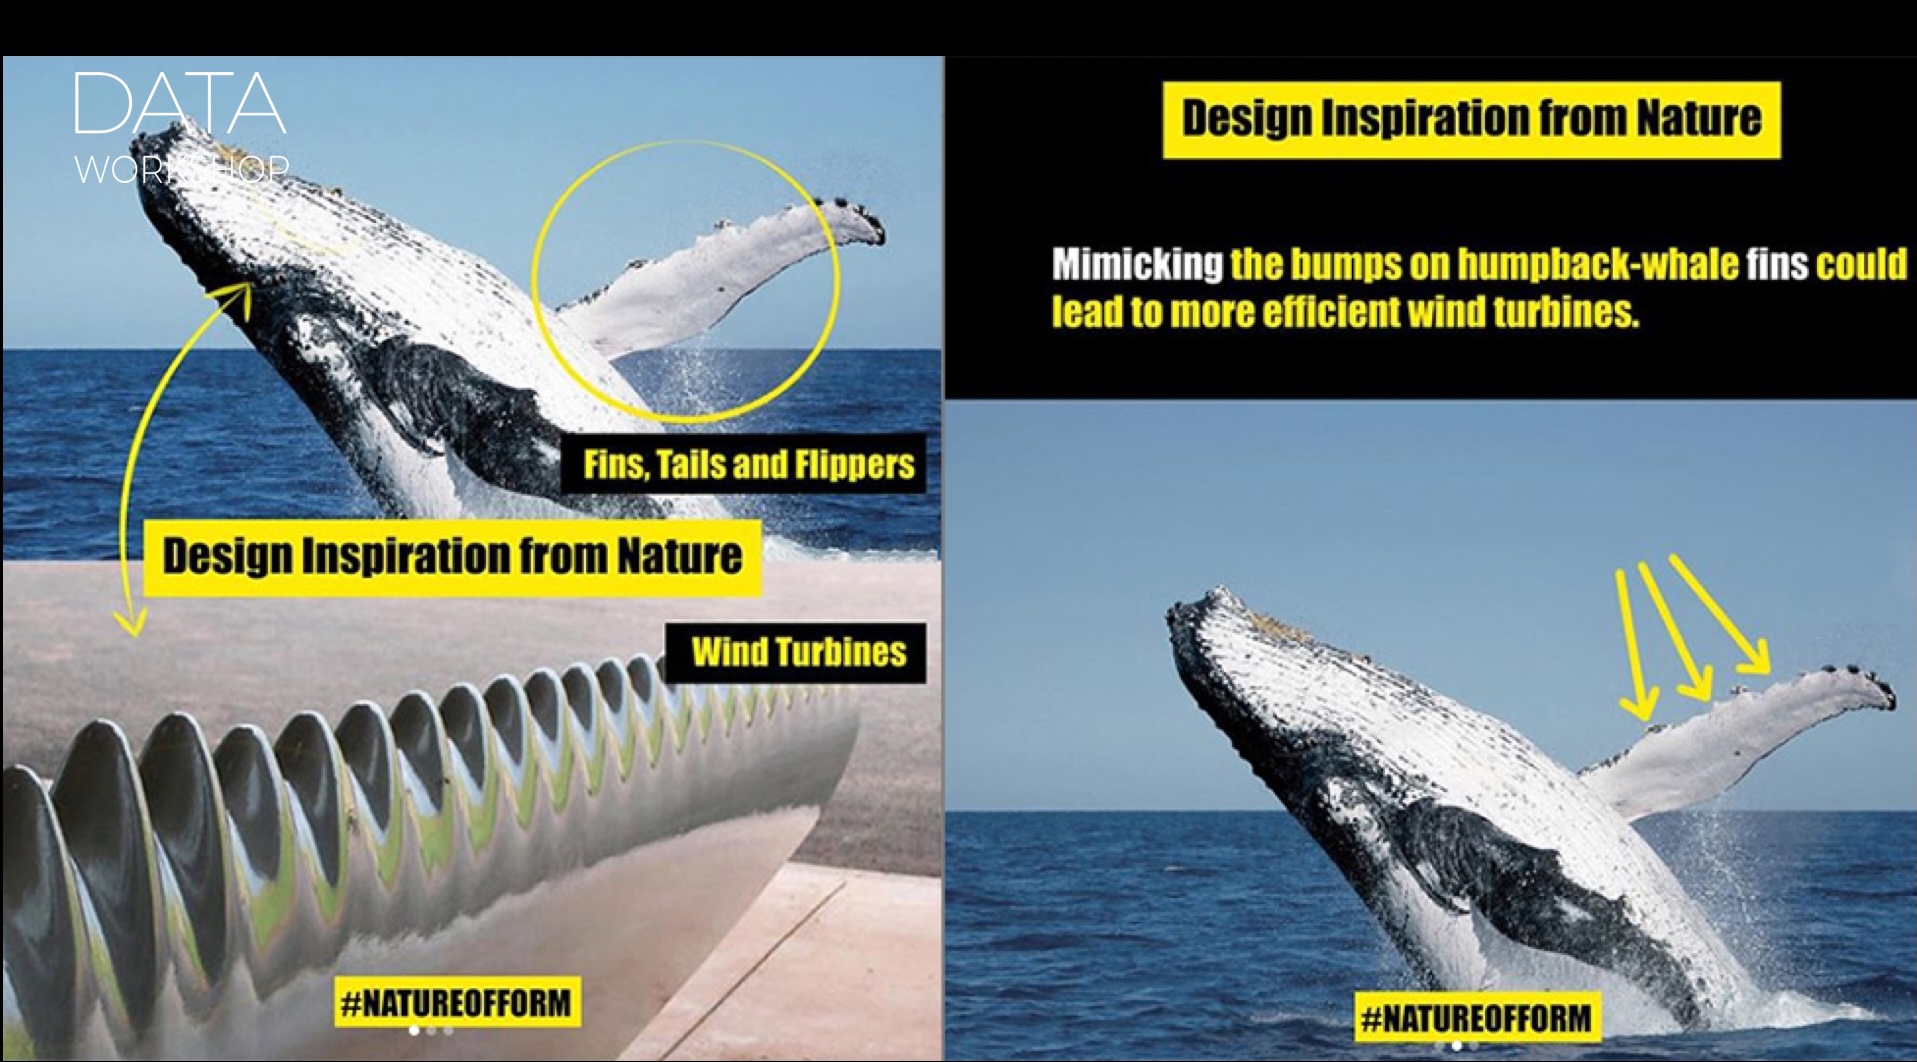 DATA
WORKSHOP
Fins, Tails and Flippers
Design Inspiration from Nature
Wind Turbines
#NATUREOFFORM
Design Inspiration from Nature
Mimicking the bumps on humpback-whale fins could
lead to more efficient wind turbines.
#NATUREOFFORM